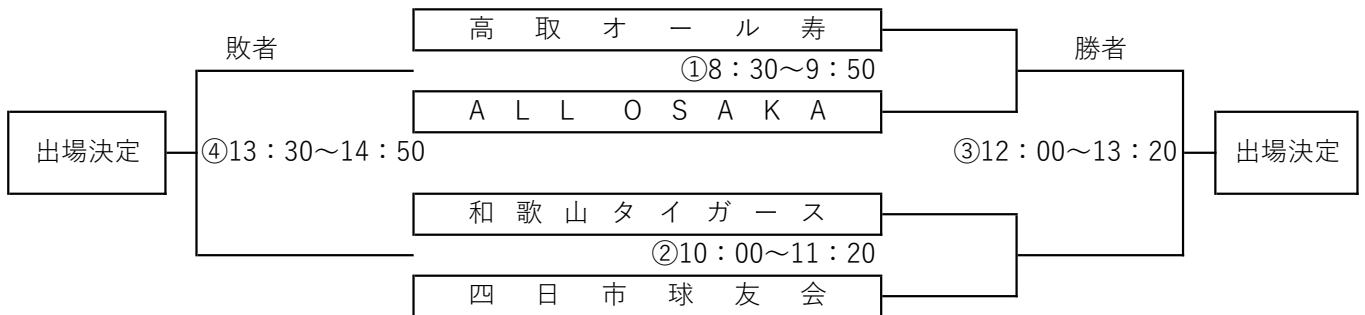 高取オール寿
敗者
勝者
①8：30～9：50
ALL OSAKA
出場決定
④13：30～14：50
③12：00～13：20
出場決定
和歌山タイガース
②10：00～11：20
四日市球友会